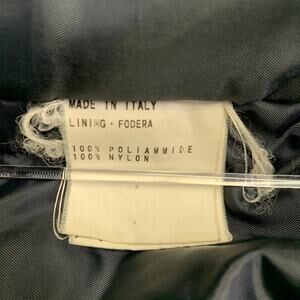 MADE IN ITALY
LINING - FODERA
100% POLIAMMIDE
100% NYLON